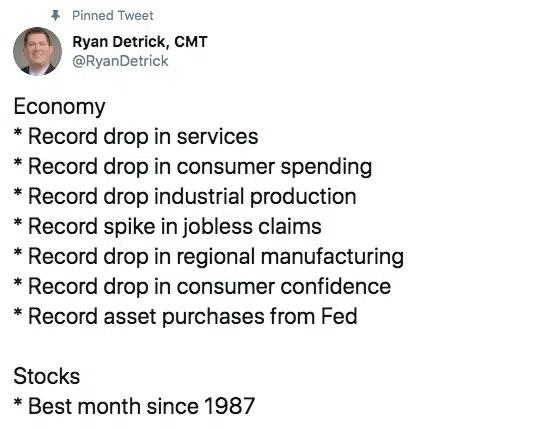 Pinned Tweet
Ryan Detrick, CMT
@RyanDetrick
Economy
* Record drop in services
* Record drop in consumer spending
* Record drop industrial production
* Record spike in jobless claims
* Record drop in regional manufacturing
* Record drop in consumer confidence
* Record asset purchases from Fed
Stocks
* Best month since 1987